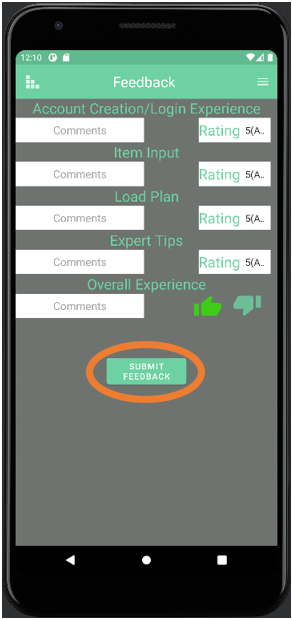 12:10
Feedback
Account Creation/Login Experience
Comments Rating 5(A..
Item Input
Comments Rating 5(A..
Load Plan
Comments Rating 5(A..
Expert Tips
Comments Rating 5(A..
Overall Experience
Comments
SUBMIT
FEEDBACK